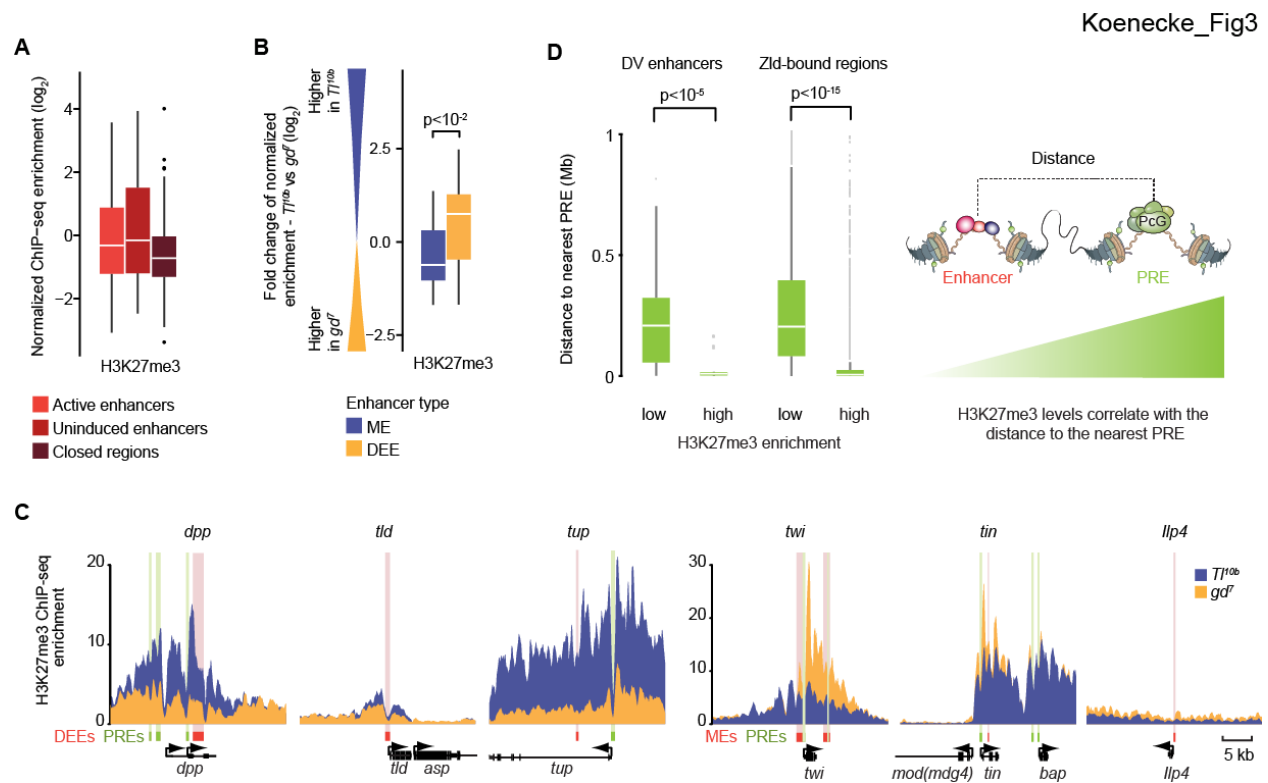 Koenecke_Fig3
A
Normalized ChIP−seq enrichment (log2)
4
2
0
−2
H3K27me3
Active enhancers
Uninduced enhancers
Closed regions
B
Higher
in Tl10b
Fold change of normalized
enrichment - Tl10b vs gd7 (log2)
Higher
in gd7
p<10-2
2.5
0.0
−2.5
H3K27me3
Enhancer type
ME
DEE
D
DV enhancers
Zld-bound regions
p<10-5
p<10-15
Distance to nearest PRE (Mb)
1
0.5
0
low
high
low
high
H3K27me3 enrichment
Distance
PcG
Enhancer
PRE
H3K27me3 levels correlate with the
distance to the nearest PRE
C
dpp
tld
tup
twi
tin
Ilp4
H3K27me3 ChIP-seq
enrichment
20
10
0
30
20
10
0
Tl10b
gd7
DEEs
PREs
MEs
PREs
5 kb
dpp
tld
asp
tup
twi
mod(mdg4)
tin
bap
Ilp4